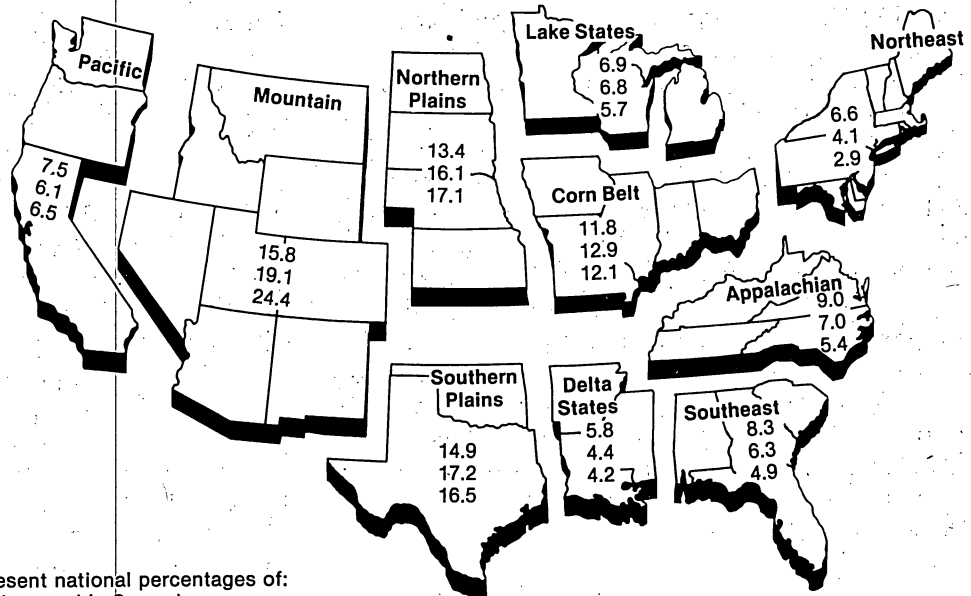 Pacific
7.5
6.1
6.5
Mountain
15.8
19.1
24.4
Northern
Plains
13.4
16.1
17.1
Lake States
6.9
6.8
5.7
Northeast
6.6
4.1
2.9
Corn Belt
11.8
12.9
12.1
Appalachian
9.0
7.0
5.4
Southern
Plains
14.9
17.2
16.5
Delta
States
5.8
4.4
4.2
Southeast
8.3
6.3
4.9
national percentages of: